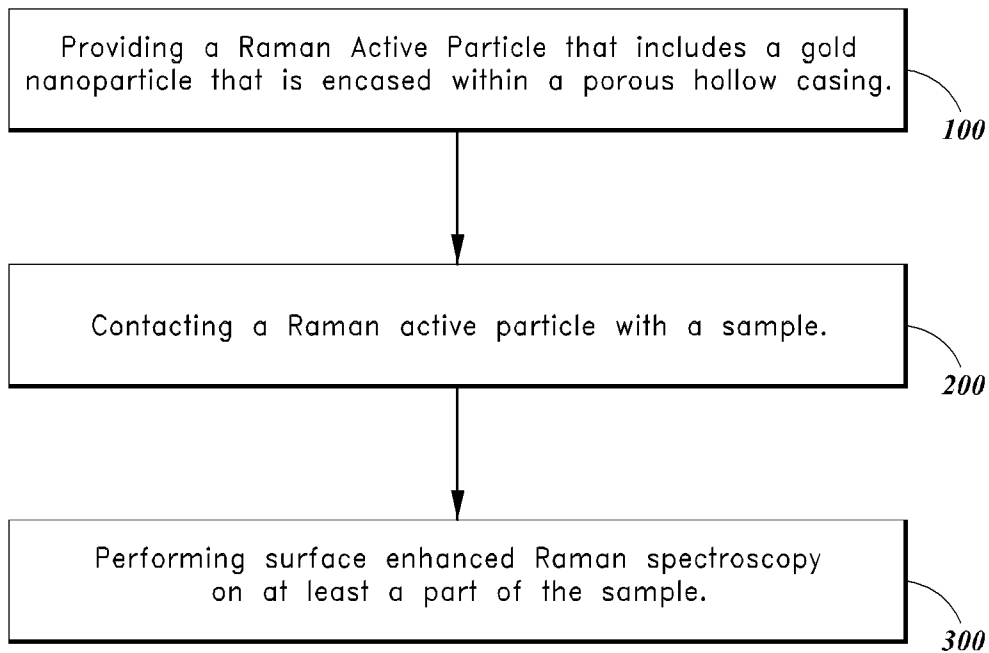 Providing a Raman Active Particle that includes a gold
nanoparticle that is encased within a porous hollow casing.
100
Contacting a Raman active particle with a sample.
200
Performing surface enhanced Raman spectroscopy
on at least a part of the sample.
300